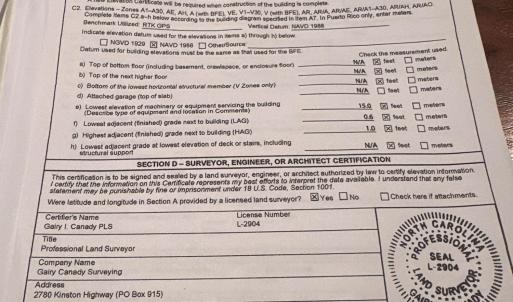 Certificate will be required when construction of the building is complete.
C2. Elevations – Zones A1–A30, AE, AH, A (with BFE), VE, V1–V30, V (with BFE), AR, AR/A, AR/AE, AR/A1–A30, AR/AH, AR/AO.
Complete Items C2.a–h below according to the building diagram specified in Item A7. In Puerto Rico only, enter meters.
Benchmark Utilized: RTK GPS Vertical Datum: NAVD 1988
Indicate elevation datum used for the elevations in items a) through h) below.
☐ NGVD 1929 ☒ NAVD 1988 ☐ Other/Source:
Datum used for building elevations must be the same as that used for the BFE.
Check the measurement used.
a) Top of bottom floor (including basement, crawlspace, or enclosure floor) N/A ☒ feet ☐ meters
b) Top of the next higher floor N/A ☒ feet ☐ meters
c) Bottom of the lowest horizontal structural member (V Zones only) N/A ☒ feet ☐ meters
d) Attached garage (top of slab) N/A ☐ feet ☐ meters
e) Lowest elevation of machinery or equipment servicing the building 15.0 ☒ feet ☐ meters
(Describe type of equipment and location in Comments)
f) Lowest adjacent (finished) grade next to building (LAG) 0.6 ☒ feet ☐ meters
g) Highest adjacent (finished) grade next to building (HAG) 1.0 ☒ feet ☐ meters
h) Lowest adjacent grade at lowest elevation of deck or stairs, including N/A ☒ feet ☐ meters
structural support
SECTION D – SURVEYOR, ENGINEER, OR ARCHITECT CERTIFICATION
This certification is to be signed and sealed by a land surveyor, engineer, or architect authorized by law to certify elevation information.
I certify that the information on this Certificate represents my best efforts to interpret the data available. I understand that any false
statement may be punishable by fine or imprisonment under 18 U.S. Code, Section 1001.
Were latitude and longitude in Section A provided by a licensed land surveyor? ☒ Yes ☐ No ☐ Check here if attachments.
Certifier's Name License Number
Gairy I. Canady PLS L-2904
Title
Professional Land Surveyor
Company Name
Gairy Canady Surveying
Address
2780 Kinston Highway (PO Box 915)
NORTH CAROL
PROFESSIONAL
SEAL
L-2904
LAND SURVEYOR